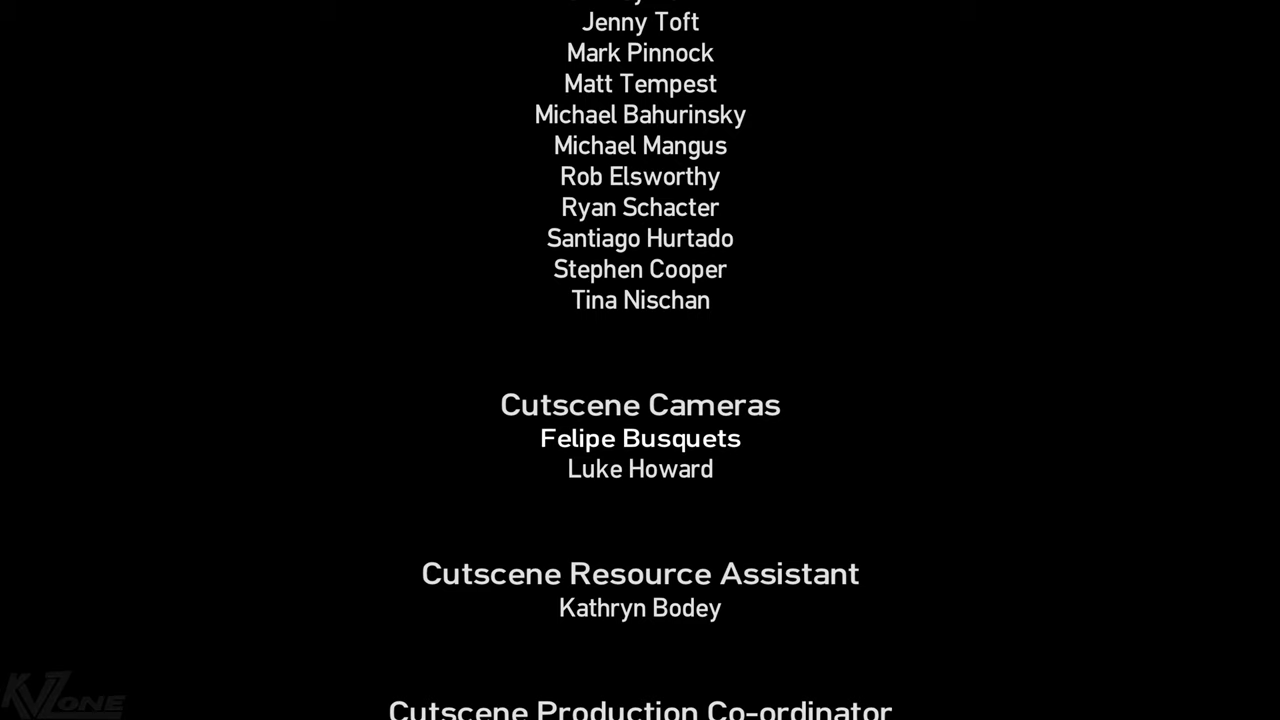 Jenny Toft
Mark Pinnock
Matt Tempest
Michael Bahurinsky
Michael Mangus
Rob Elsworthy
Ryan Schacter
Santiago Hurtado
Stephen Cooper
Tina Nischan
Cutscene Cameras
Felipe Busquets
Luke Howard
Cutscene Resource Assistant
Kathryn Bodey
Cutscene Production Co-ordinator
KVZONE